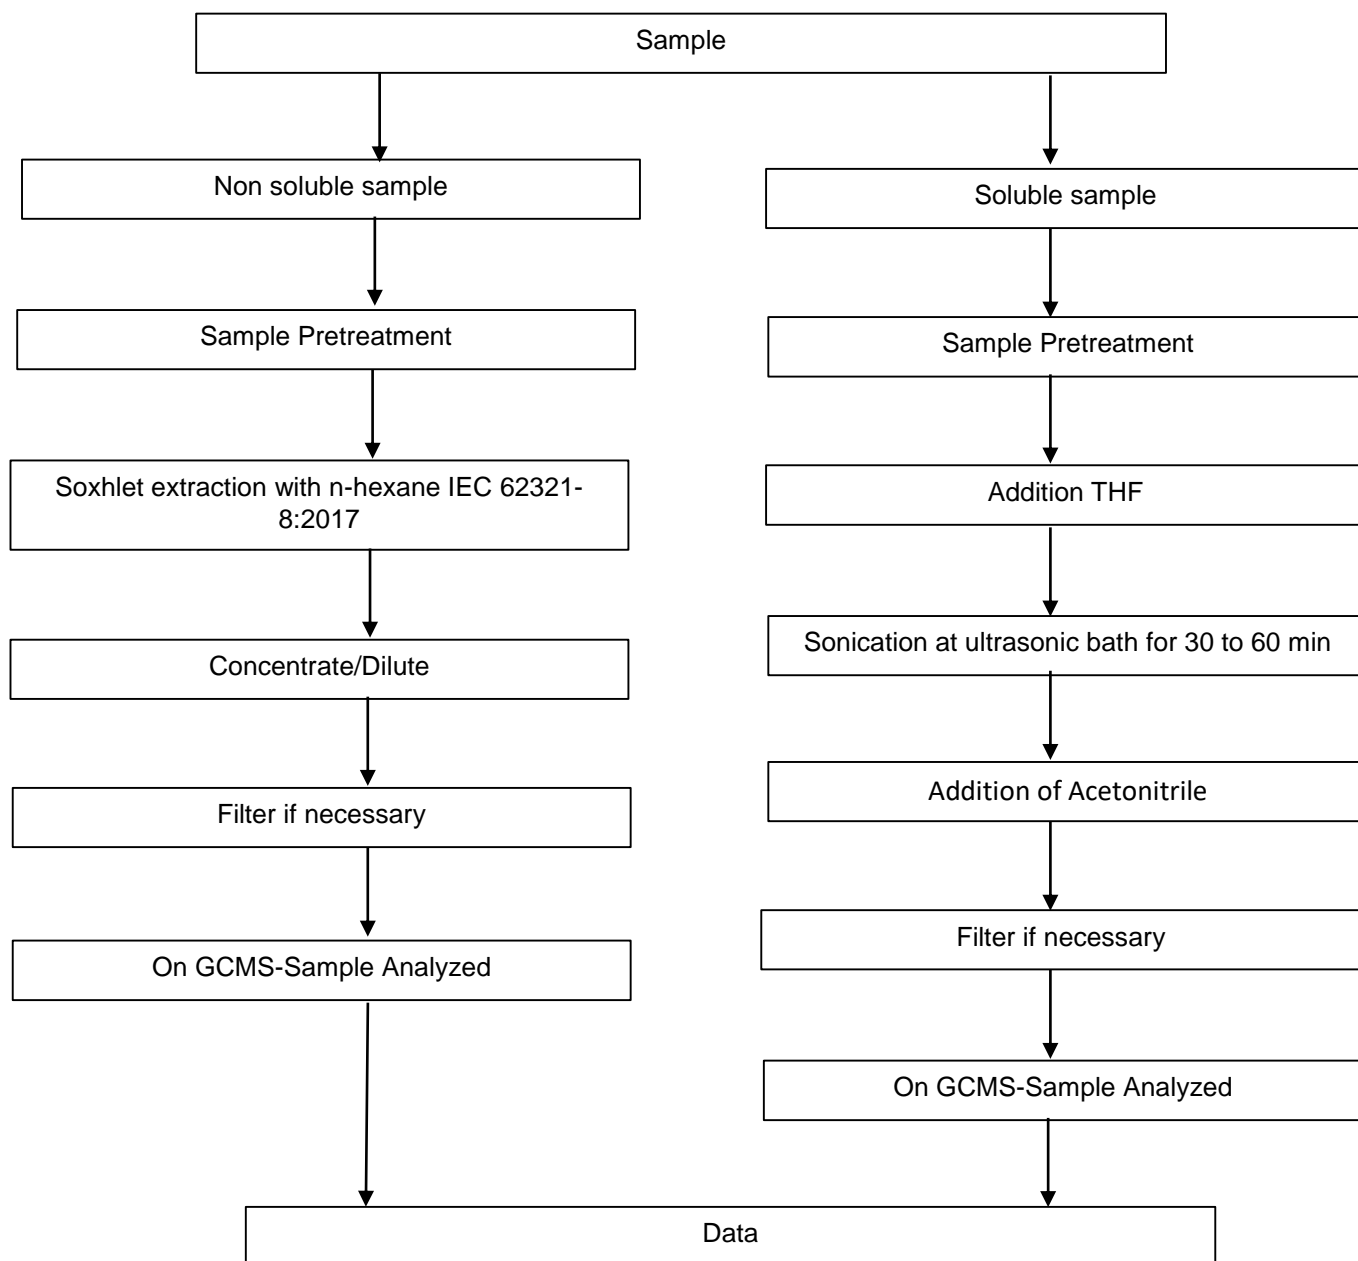 Sample
Non soluble sample
Sample Pretreatment
Soxhlet extraction with n-hexane IEC 62321-
8:2017
Concentrate/Dilute
Filter if necessary
On GCMS-Sample Analyzed
Soluble sample
Sample Pretreatment
Addition THF
Sonication at ultrasonic bath for 30 to 60 min
Addition of Acetonitrile
Filter if necessary
On GCMS-Sample Analyzed
Data